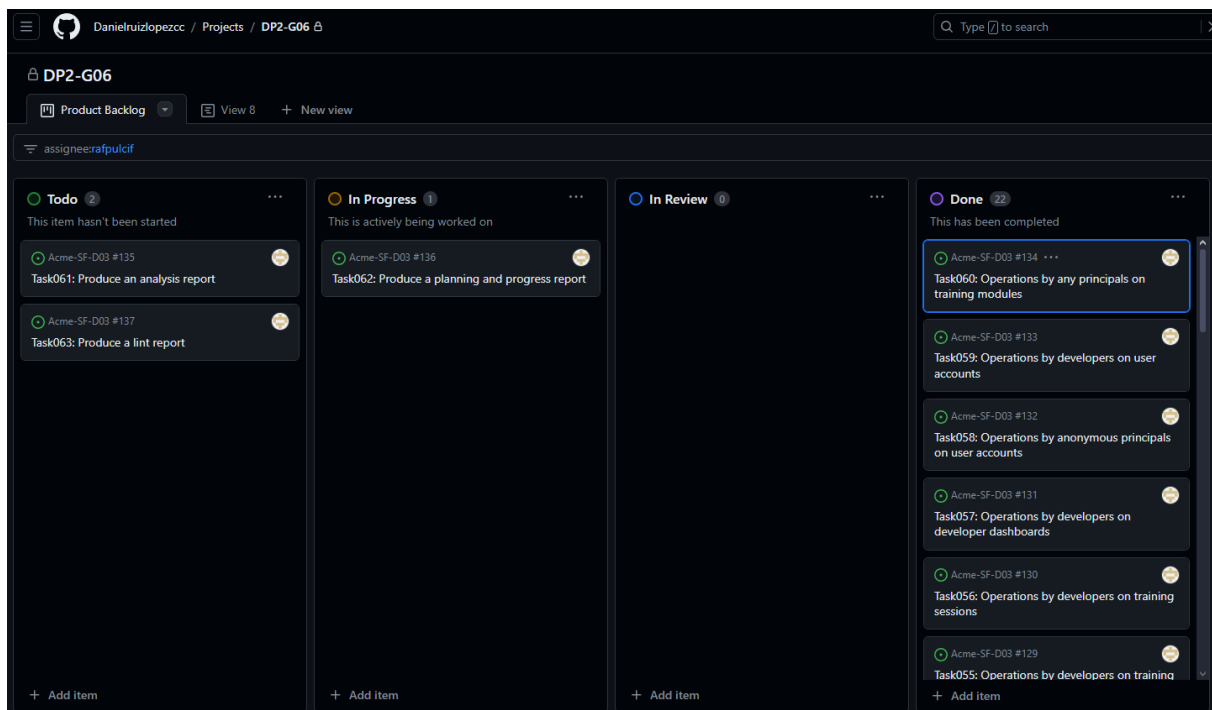 Danielruizlopezcc / Projects / DP2-G06
Type / to search
DP2-G06
Product Backlog
View 8
+ New view
assignee:rafpulcif
Todo 2
This item hasn't been started
Acme-SF-D03 #135
Task061: Produce an analysis report
Acme-SF-D03 #137
Task063: Produce a lint report
+ Add item
In Progress 1
This is actively being worked on
Acme-SF-D03 #136
Task062: Produce a planning and progress report
+ Add item
In Review 0
+ Add item
Done 22
This has been completed
Acme-SF-D03 #134
Task060: Operations by any principals on
training modules
Acme-SF-D03 #133
Task059: Operations by developers on user
accounts
Acme-SF-D03 #132
Task058: Operations by anonymous principals
on user accounts
Acme-SF-D03 #131
Task057: Operations by developers on
developer dashboards
Acme-SF-D03 #130
Task056: Operations by developers on training
sessions
Acme-SF-D03 #129
Task055: Operations by developers on training
+ Add item